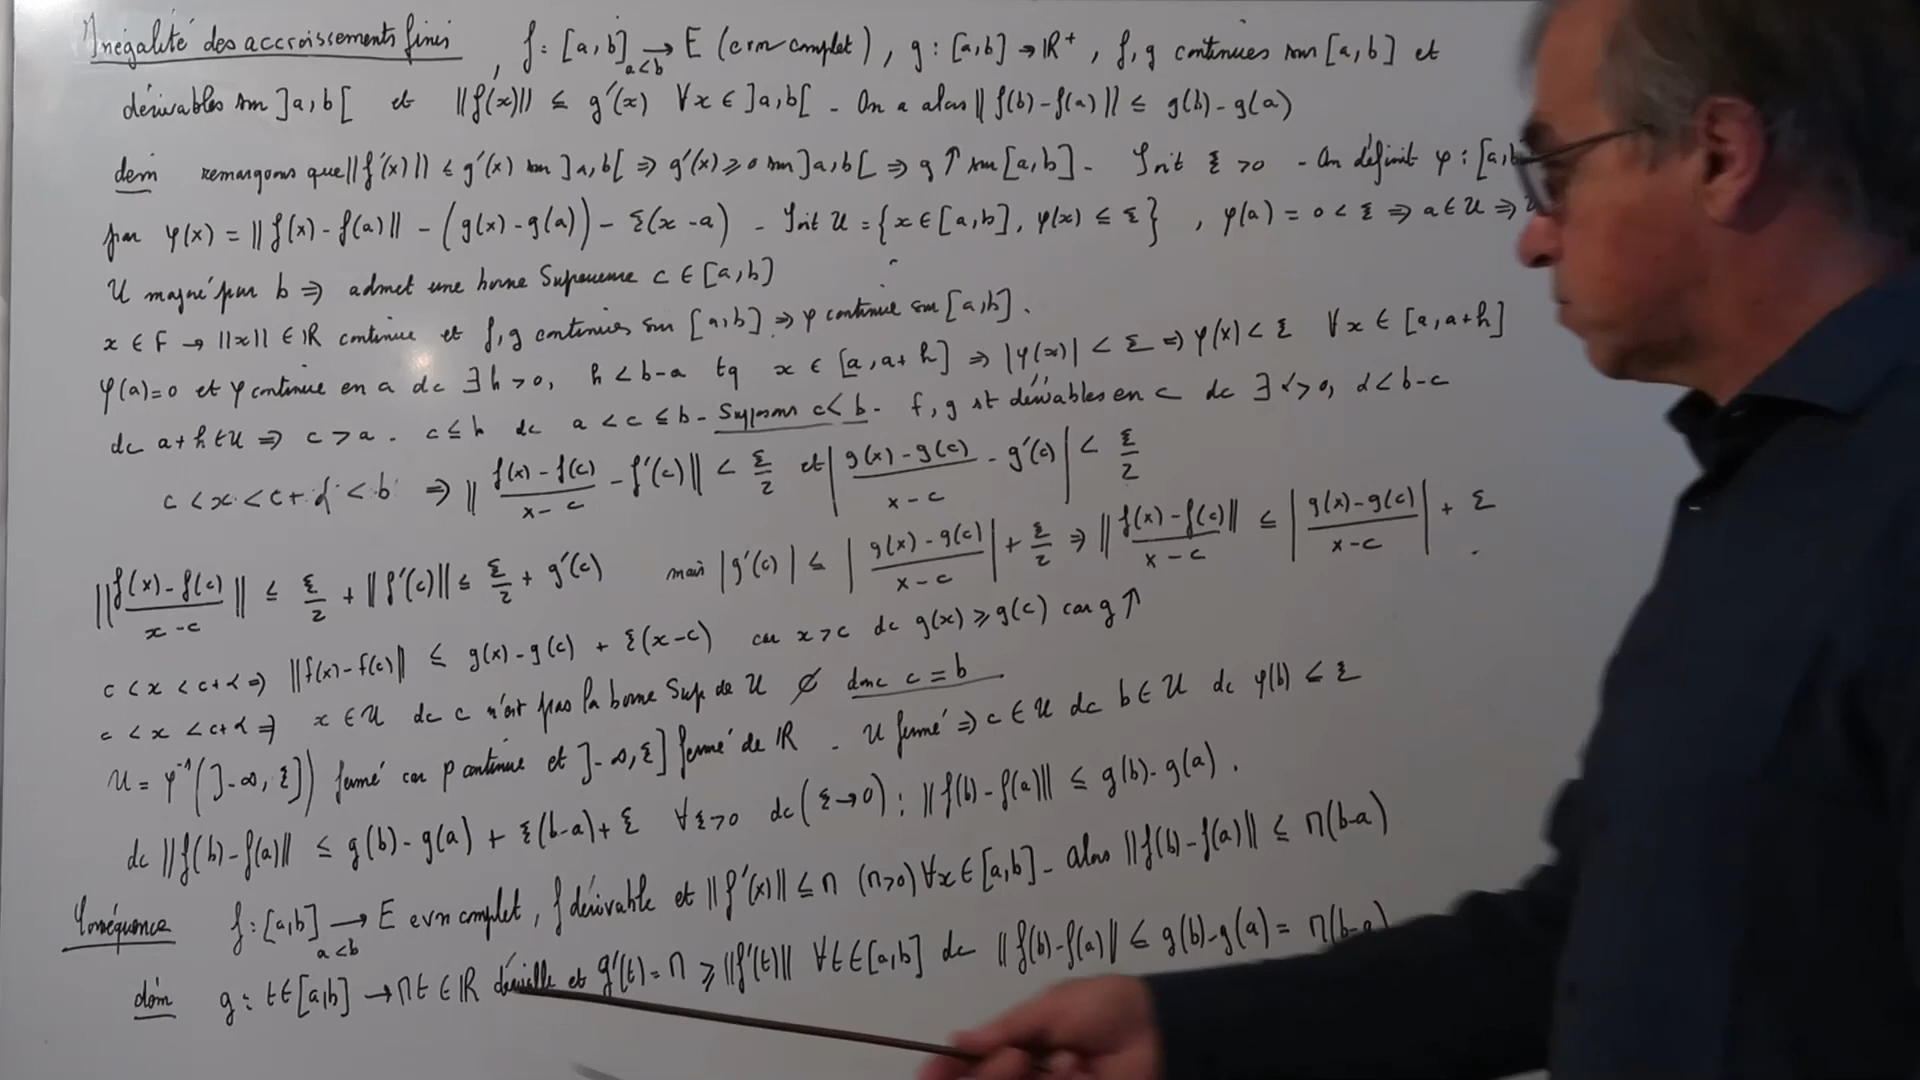 Inégalité des accroissements finis , f : [a,b] → E (evn complet), g : [a,b] → ℝ⁺ , f, g continues sur [a,b] et
a<b
dérivables sur ]a,b[ et ||f(x)|| ≤ g'(x) ∀x ∈ ]a,b[ - On a alors || f(b)-f(a) || ≤ g(b)-g(a)
dem remarquons que ||f'(x)|| ≤ g'(x) sur ]a,b[ ⇒ g'(x) ≥ 0 sur ]a,b[ ⇒ g ↑ sur [a,b] - Soit ε > 0 - On définit φ : [a,b
par φ(x) = || f(x)-f(a) || - (g(x)-g(a)) - ε(x-a) - Soit U = {x ∈ [a,b], φ(x) ≤ ε} , φ(a) = 0 < ε ⇒ a ∈ U ⇒
U majoré par b ⇒ admet une borne Supérieure c ∈ [a,b]
x ∈ F → ||x|| ∈ ℝ continue et f, g continues sur [a,b] ⇒ φ continue sur [a,b].
φ(a)=0 et φ continue en a dc ∃h>0, h < b-a tq x ∈ [a, a+h] ⇒ |φ(x)| < ε ⇒ φ(x) < ε ∀x ∈ [a, a+h]
dc a+h ∈ U ⇒ c > a . c ≤ b dc a < c ≤ b - Supposons c < b - f, g st dérivables en c dc ∃ α > 0, α < b-c
c < x < c+α < b ⇒ || (f(x)-f(c))/(x-c) - f'(c) || < ε/2 et | (g(x)-g(c))/(x-c) - g'(c) | < ε/2
|| (f(x)-f(c))/(x-c) || ≤ ε/2 + ||f'(c)|| ≤ ε/2 + g'(c) mais |g'(c)| ≤ | (g(x)-g(c))/(x-c) | + ε/2 ⇒ || (f(x)-f(c))/(x-c) || ≤ | (g(x)-g(c))/(x-c) | + ε
c < x < c+α ⇒ ||f(x)-f(c)|| ≤ g(x)-g(c) + ε(x-c) car x>c dc g(x) ≥ g(c) car g ↑
c < x < c+α ⇒ x ∈ U dc c n'est pas la borne Sup de U donc c = b
U = φ⁻¹(]-∞, ε]) fermé car φ continue et ]-∞, ε] fermé de ℝ - U fermé ⇒ c ∈ U dc b ∈ U dc φ(b) ≤ ε
dc ||f(b)-f(a)|| ≤ g(b)-g(a) + ε(b-a) + ε ∀ε>0 dc (ε→0) : ||f(b)-f(a)|| ≤ g(b)-g(a).
Conséquence f : [a,b] → E evn complet, f dérivable et ||f'(x)|| ≤ M (M>0) ∀x ∈ [a,b] - Alors ||f(b)-f(a)|| ≤ M(b-a)
a<b
dém g : t ∈ [a,b] → Mt ∈ ℝ dérivable et g'(t) = M ≥ ||f'(t)|| ∀t ∈ [a,b] dc ||f(b)-f(a)|| ≤ g(b)-g(a) = M(b-a)